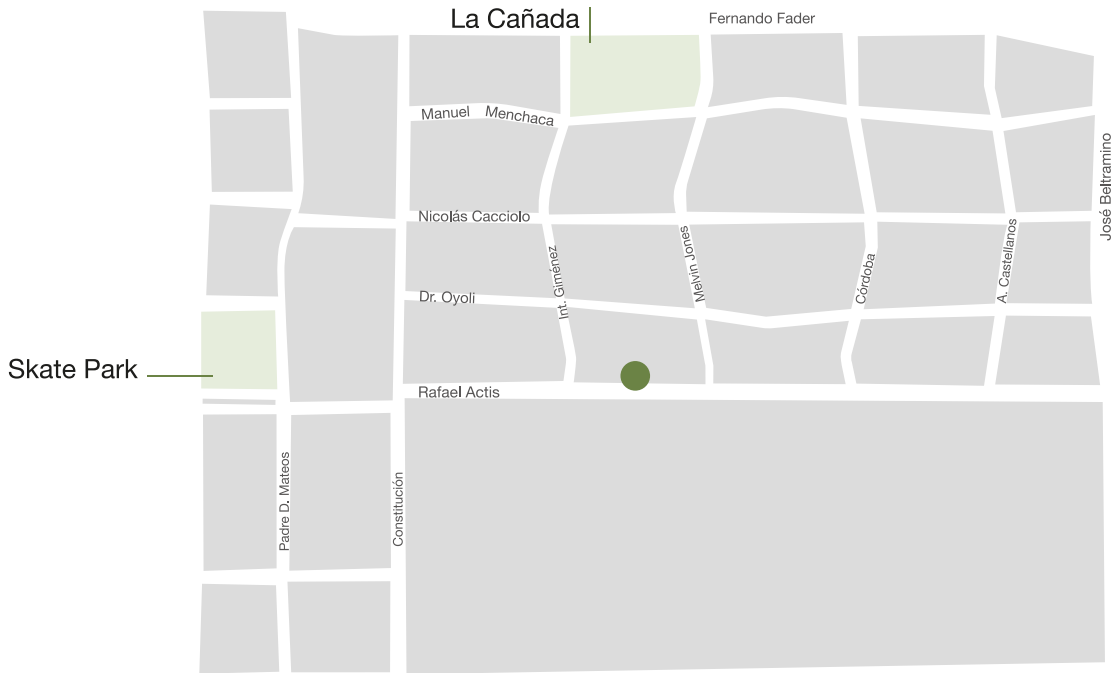 La Cañada
Fernando Fader
Manuel Menchaca
José Beltramino
Nicolás Cacciolo
Int. Giménez
Melvin Jones
Córdoba
A. Castellanos
Dr. Oyoli
Skate Park
Rafael Actis
Padre D. Mateos
Constitución